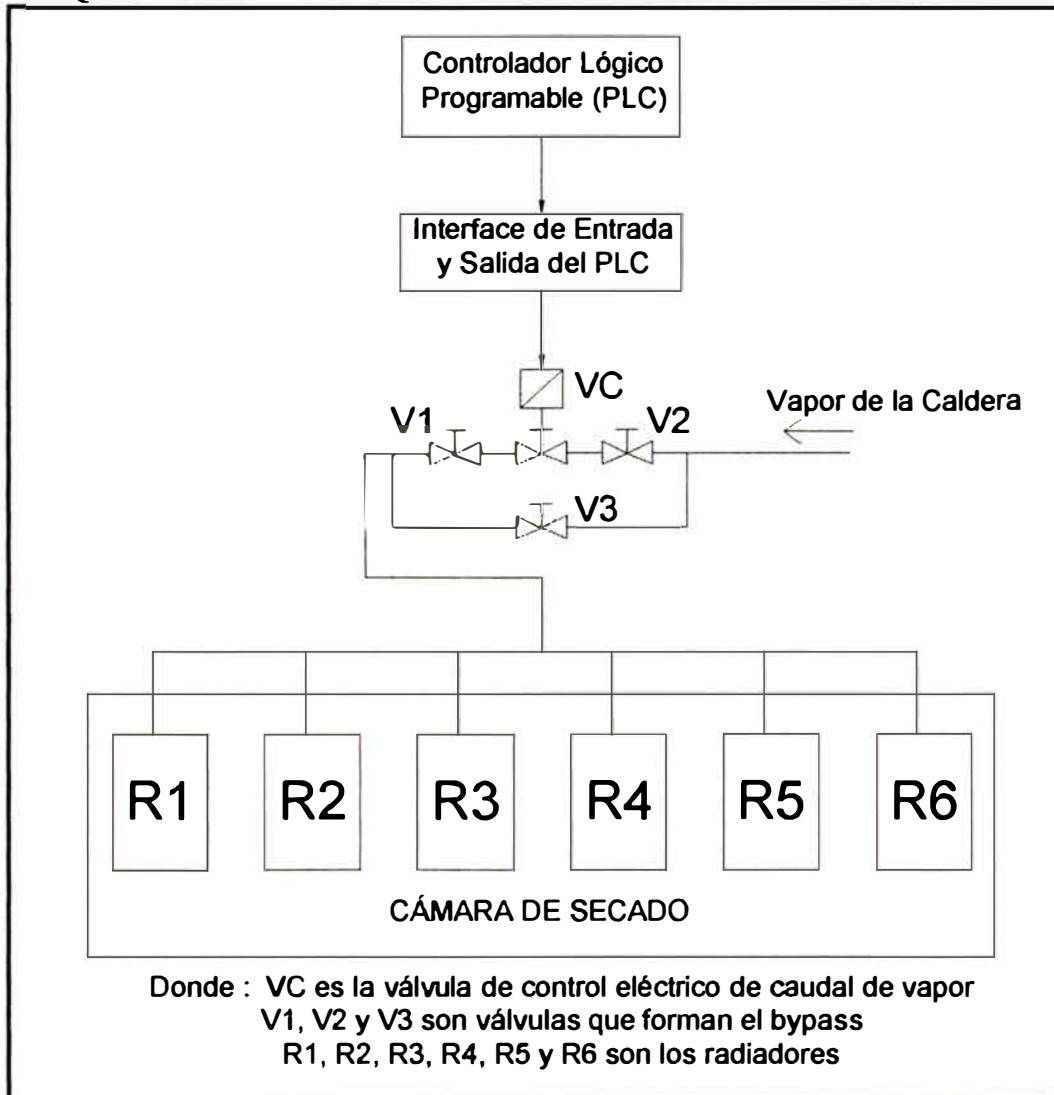 Controlador Lógico
Programable (PLC)
Interface de Entrada
y Salida del PLC
VC
Vapor de la Caldera
V1
V2
V3
R1 R2 R3 R4 R5 R6
CÁMARA DE SECADO
Donde : VC es la válvula de control eléctrico de caudal de vapor
V1, V2 y V3 son válvulas que forman el bypass
R1, R2, R3, R4, R5 y R6 son los radiadores